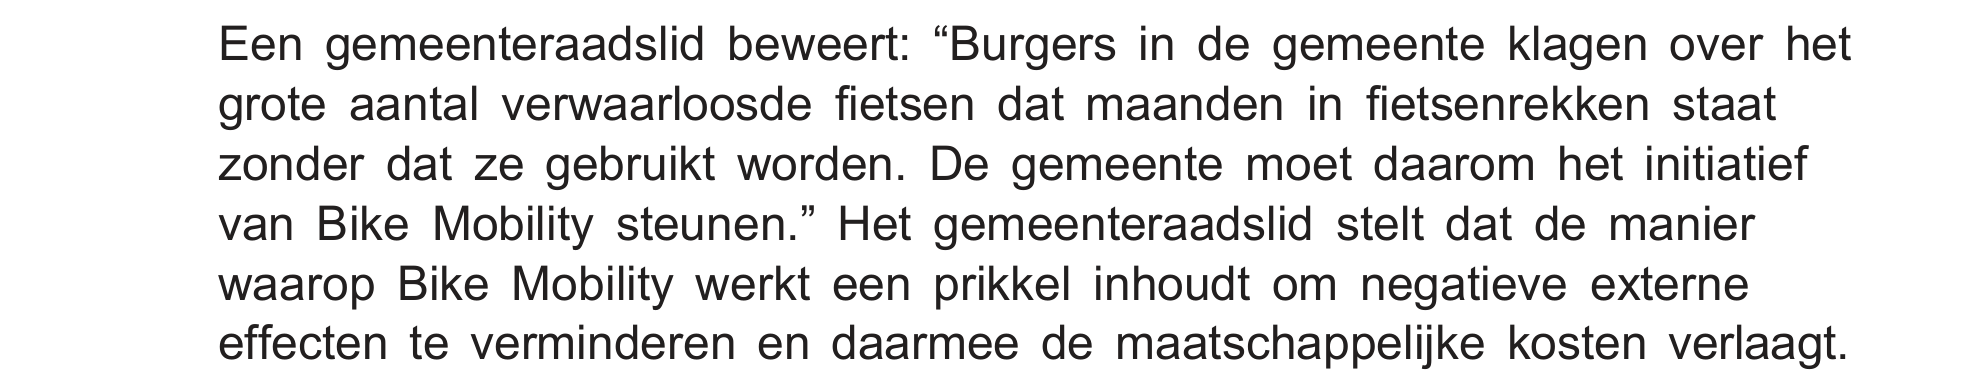 Een gemeenteraadslid beweert: “Burgers in de gemeente klagen over het
grote aantal verwaarloosde fietsen dat maanden in fietsenrekken staat
zonder dat ze gebruikt worden. De gemeente moet daarom het initiatief
van Bike Mobility steunen.” Het gemeenteraadslid stelt dat de manier
waarop Bike Mobility werkt een prikkel inhoudt om negatieve externe
effecten te verminderen en daarmee de maatschappelijke kosten verlaagt.